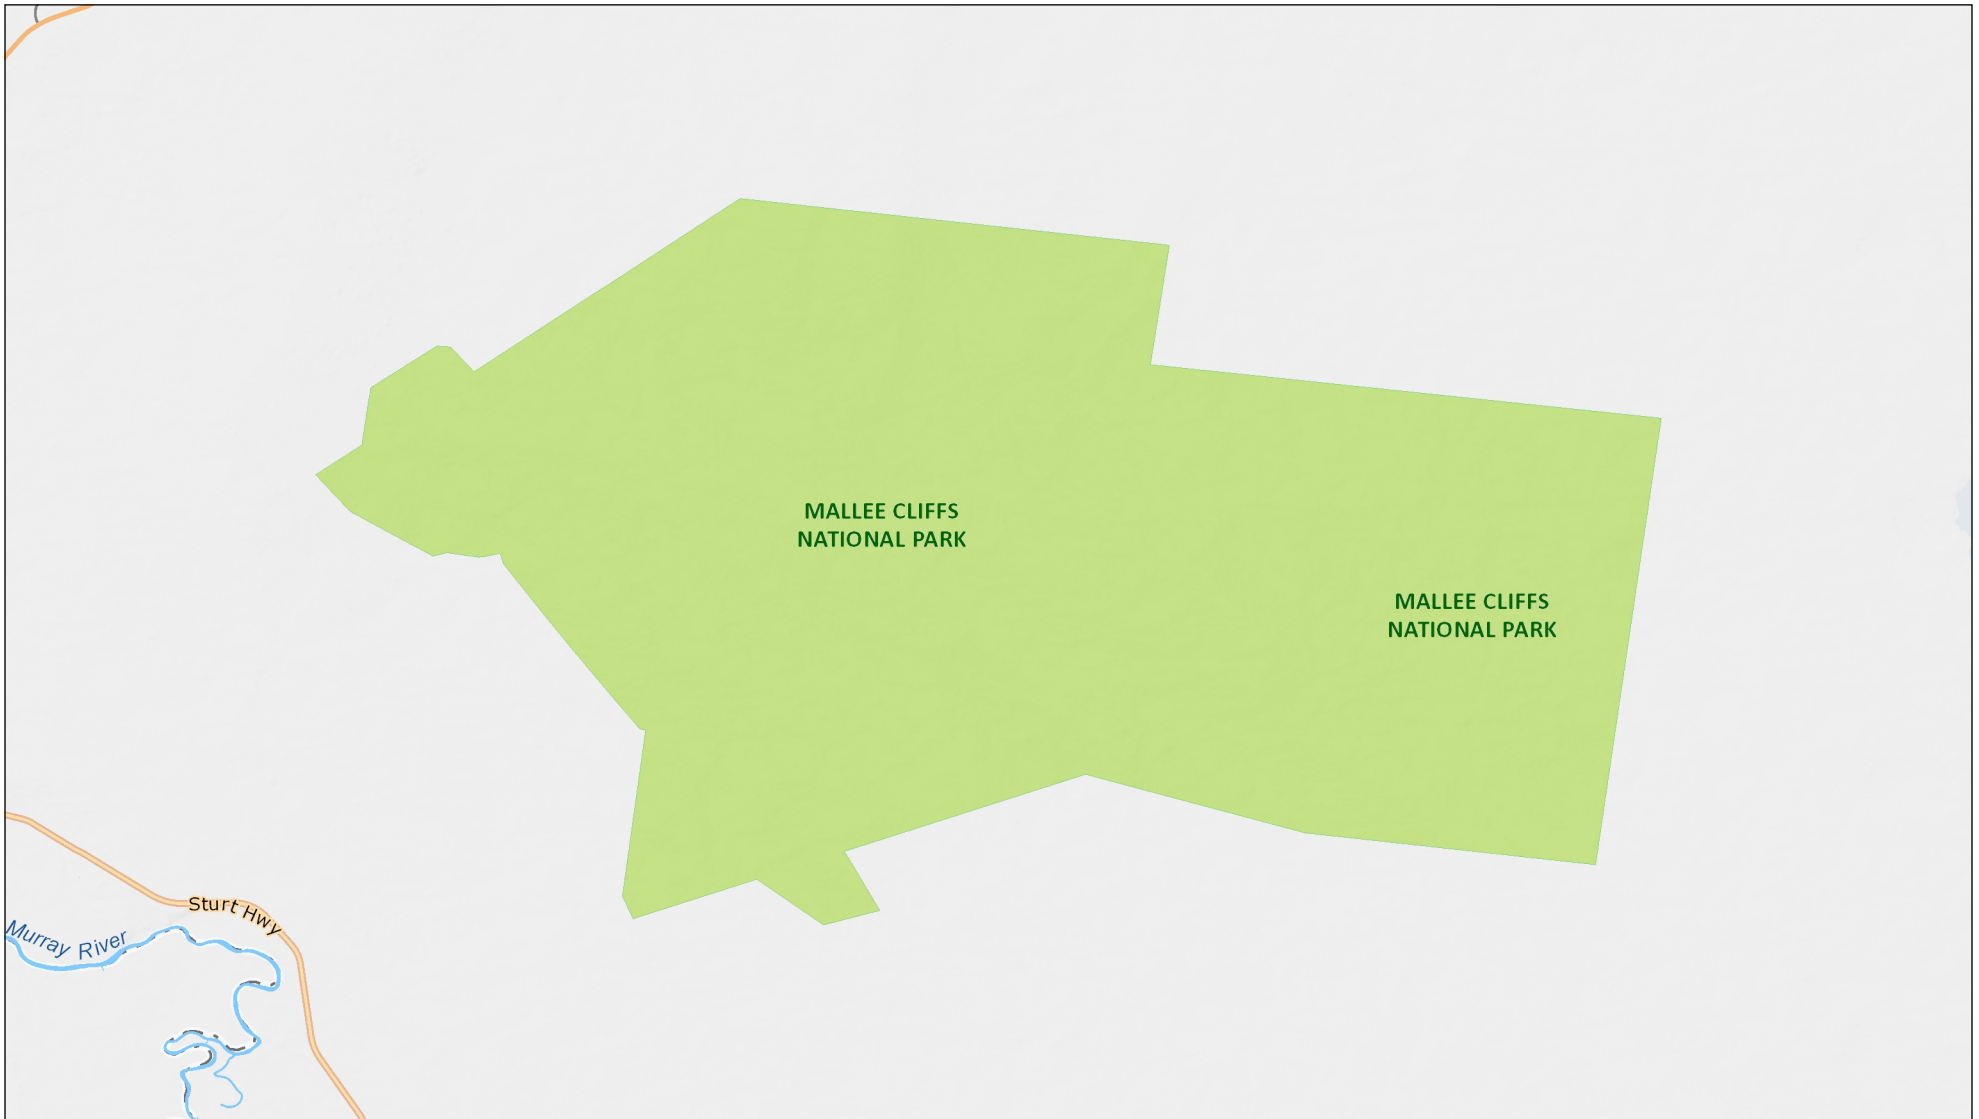 MALLEE CLIFFS
NATIONAL PARK
MALLEE CLIFFS
NATIONAL PARK
Sturt Hwy
Murray River